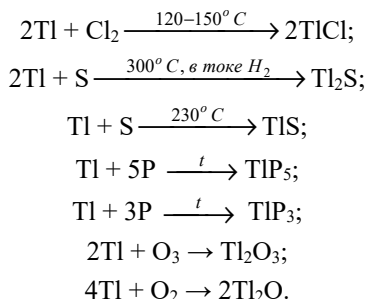 2Tl + Cl₂ —120–150° C→ 2TlCl;
2Tl + S —300° C, в токе H₂→ Tl₂S;
Tl + S —230° C→ TlS;
Tl + 5P —t→ TlP₅;
Tl + 3P —t→ TlP₃;
2Tl + O₃ → Tl₂O₃;
4Tl + O₂ → 2Tl₂O.